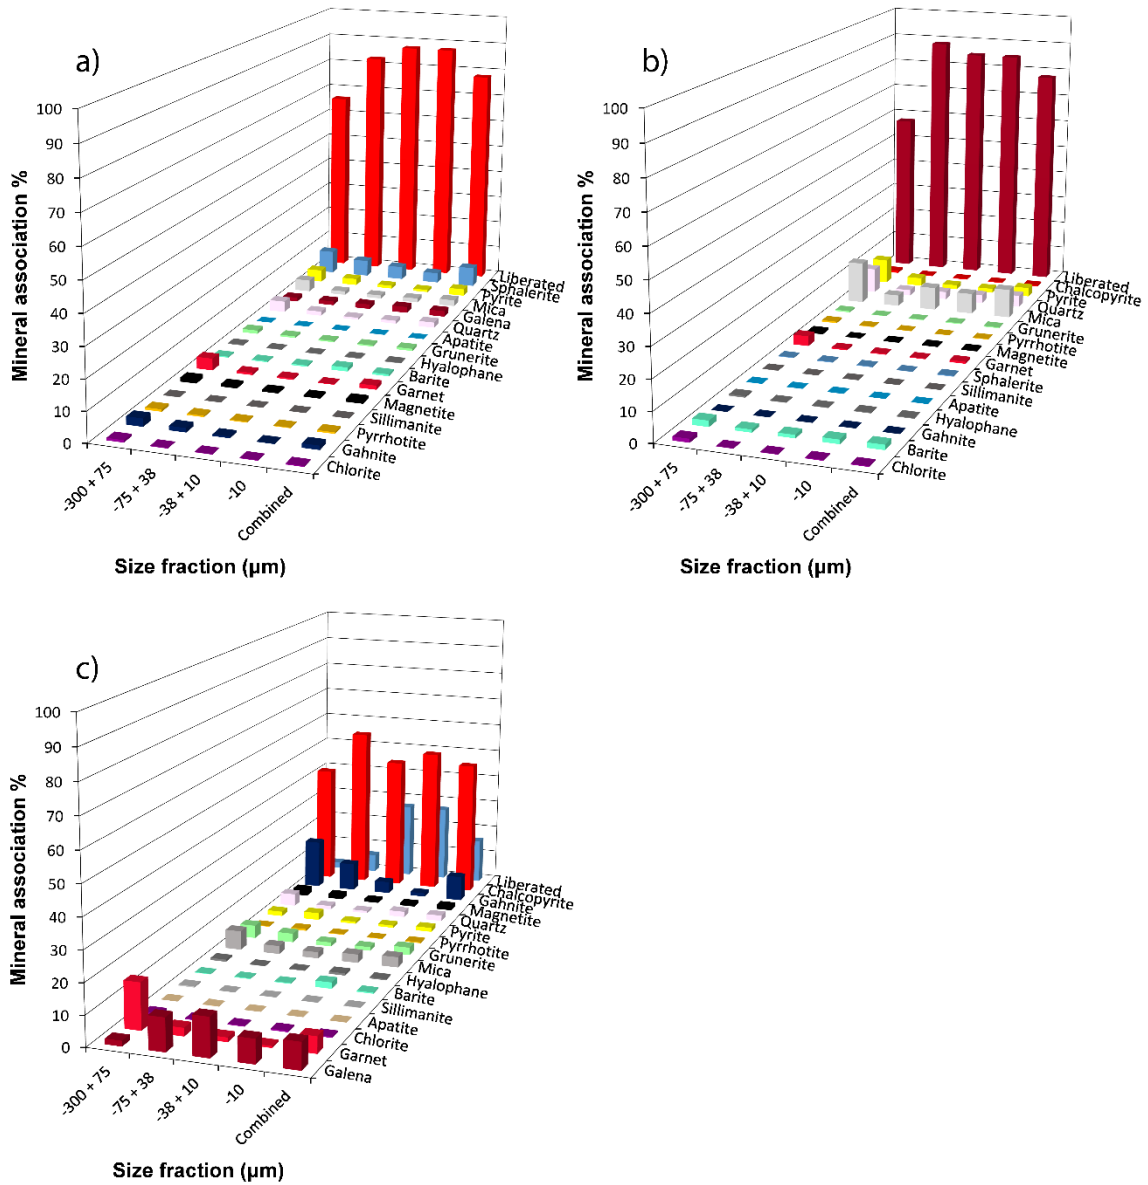 a)
Mineral association %
100
90
80
70
60
50
40
30
20
10
0
-300 + 75
-75 + 38
-38 + 10
-10
Combined
Size fraction (µm)
Liberated
Sphalerite
Pyrite
Mica
Galena
Quartz
Apatite
Grunerite
Hyalophane
Barite
Garnet
Magnetite
Sillimanite
Pyrrhotite
Gahnite
Chlorite
b)
Mineral association %
100
90
80
70
60
50
40
30
20
10
0
-300 + 75
-75 + 38
-38 + 10
-10
Combined
Size fraction (µm)
Liberated
Chalcopyrite
Pyrite
Quartz
Mica
Grunerite
Pyrrhotite
Magnetite
Garnet
Sphalerite
Sillimanite
Apatite
Hyalophane
Gahnite
Barite
Chlorite
c)
Mineral association %
100
90
80
70
60
50
40
30
20
10
0
-300 + 75
-75 + 38
-38 + 10
-10
Combined
Size fraction (µm)
Liberated
Chalcopyrite
Gahnite
Magnetite
Quartz
Pyrite
Pyrrhotite
Grunerite
Mica
Hyalophane
Barite
Sillimanite
Apatite
Chlorite
Garnet
Galena